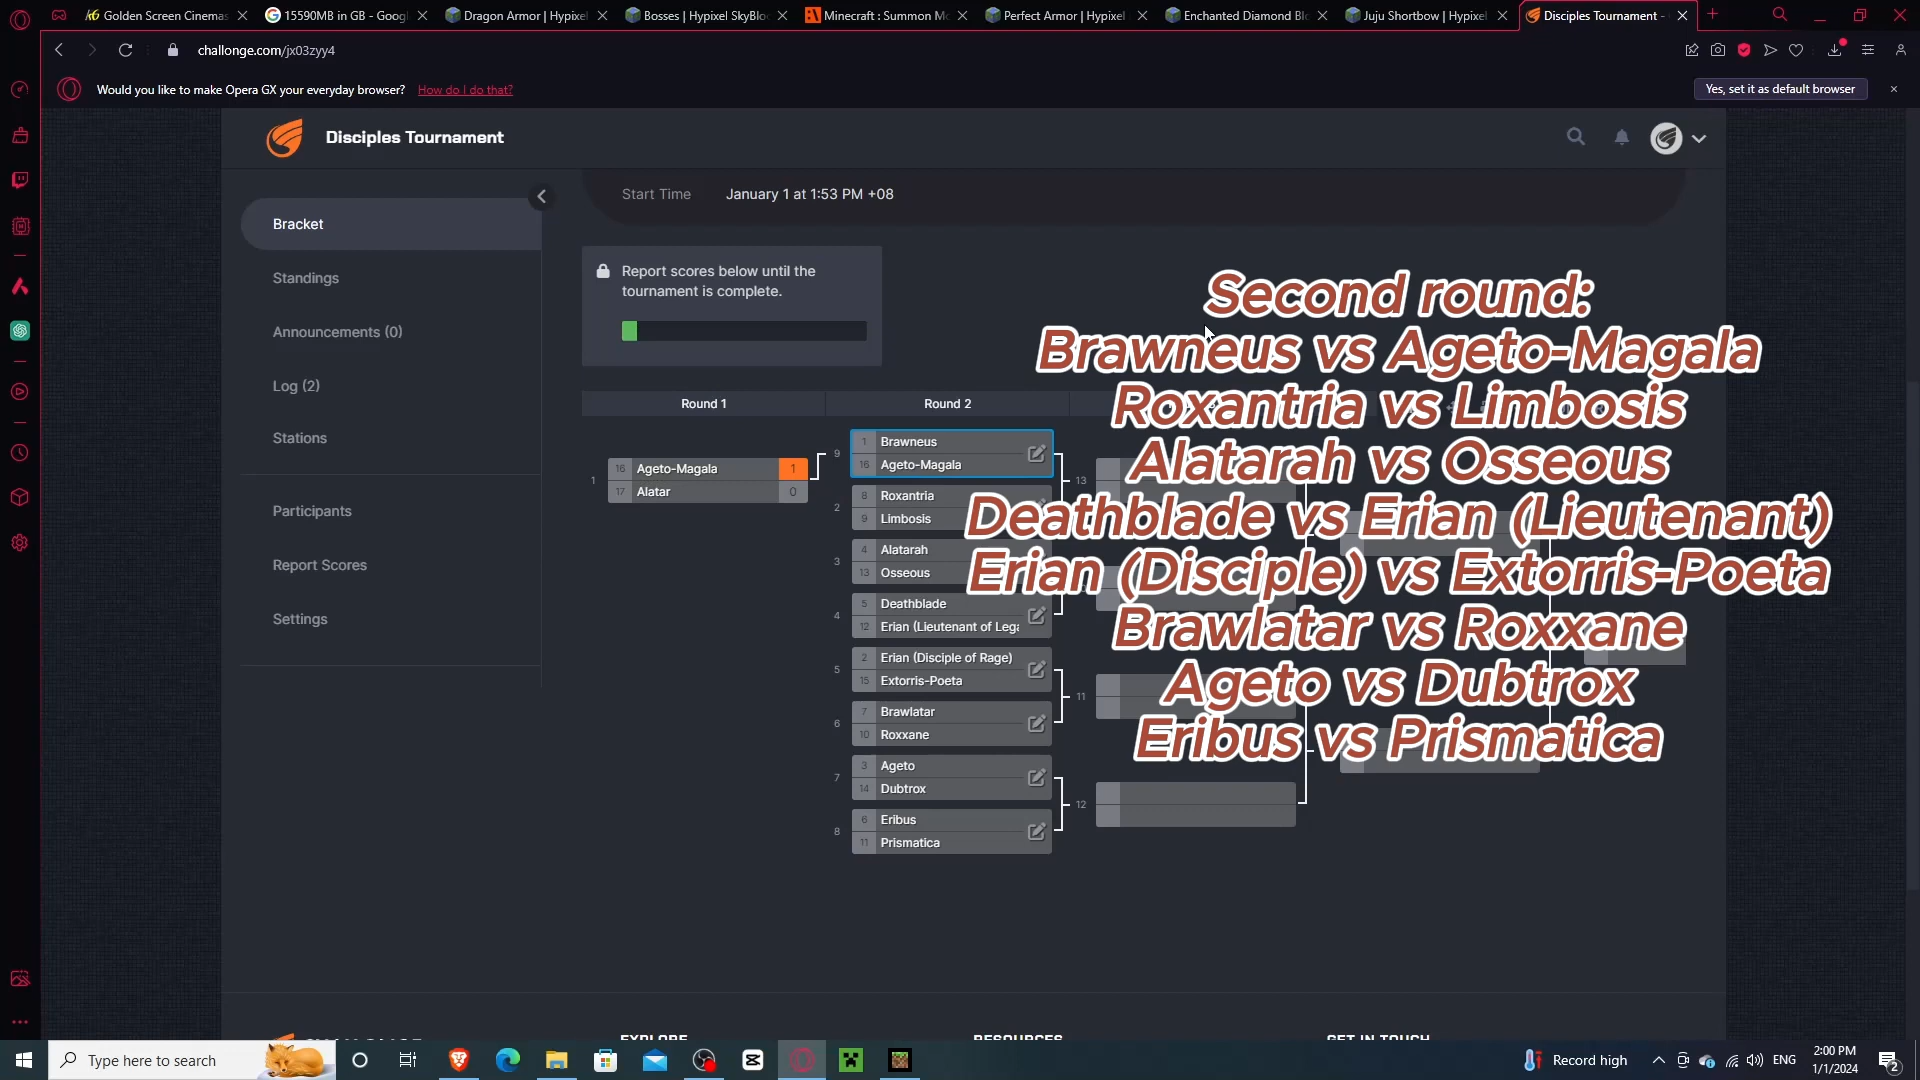 Golden Screen Cinemas
15590MB in GB - Goog
Dragon Armor | Hypixel
Bosses | Hypixel SkyBlo
Minecraft : Summon Mo
Perfect Armor | Hypixel
Enchanted Diamond Bl
Juju Shortbow | Hypixel
Disciples Tournament -
challonge.com/jx03zyy4
Would you like to make Opera GX your everyday browser? How do I do that?
Yes, set it as default browser
Disciples Tournament
Start Time January 1 at 1:53 PM +08
Bracket
Standings
Announcements (0)
Log (2)
Stations
Participants
Report Scores
Settings
Report scores below until the
tournament is complete.
Round 1
Round 2
1
16 Ageto-Magala 1
17 Alatar 0
9
1 Brawneus
16 Ageto-Magala
2
8 Roxantria
9 Limbosis
3
4 Alatarah
13 Osseous
4
5 Deathblade
12 Erian (Lieutenant of Lega
5
2 Erian (Disciple of Rage)
15 Extorris-Poeta
6
7 Brawlatar
10 Roxxane
7
3 Ageto
14 Dubtrox
8
6 Eribus
11 Prismatica
13
11
12
Second round:
Brawneus vs Ageto-Magala
Roxantria vs Limbosis
Alatarah vs Osseous
Deathblade vs Erian (Lieutenant)
Erian (Disciple) vs Extorris-Poeta
Brawlatar vs Roxxane
Ageto vs Dubtrox
Eribus vs Prismatica
EXPLORE
RESOURCES
GET IN TOUCH
Type here to search
Record high
ENG
2:00 PM
1/1/2024
2